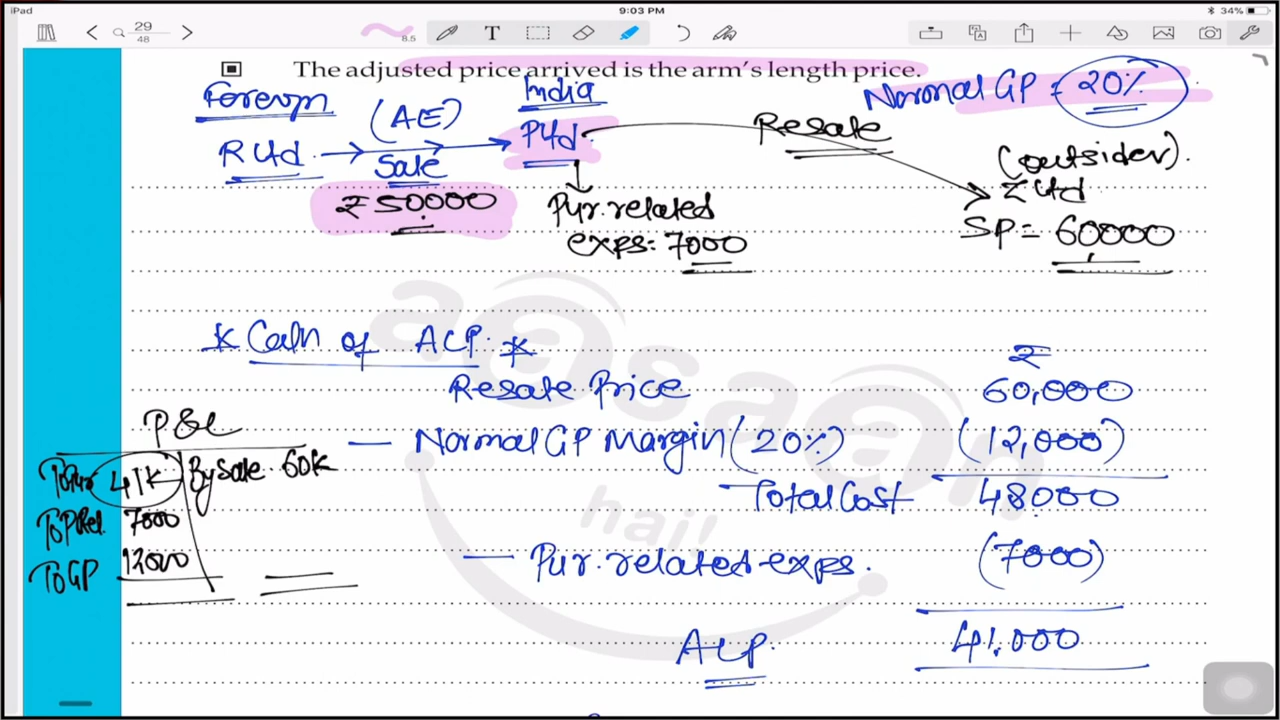 iPad
9:03 PM
34%
29
48
8.5
T
The adjusted price arrived is the arm's length price.
Normal GP = 20%
Foreign
(AE)
India
R Ltd
Sale
P Ltd
Resale
(outsider).
Z Ltd
₹ 50000
Pur. related
exps: 7000
SP = 60000
* Caln of ALP. *
₹
Resale Price 60,000
P&L
- Normal GP Margin (20%) (12,000)
To Pur 41K By Sale 60K
Total Cost 48000
To P Rel. 7000
- Pur. related exps. (7000)
To GP 12000
ALP. 41,000
aasaan
hai!